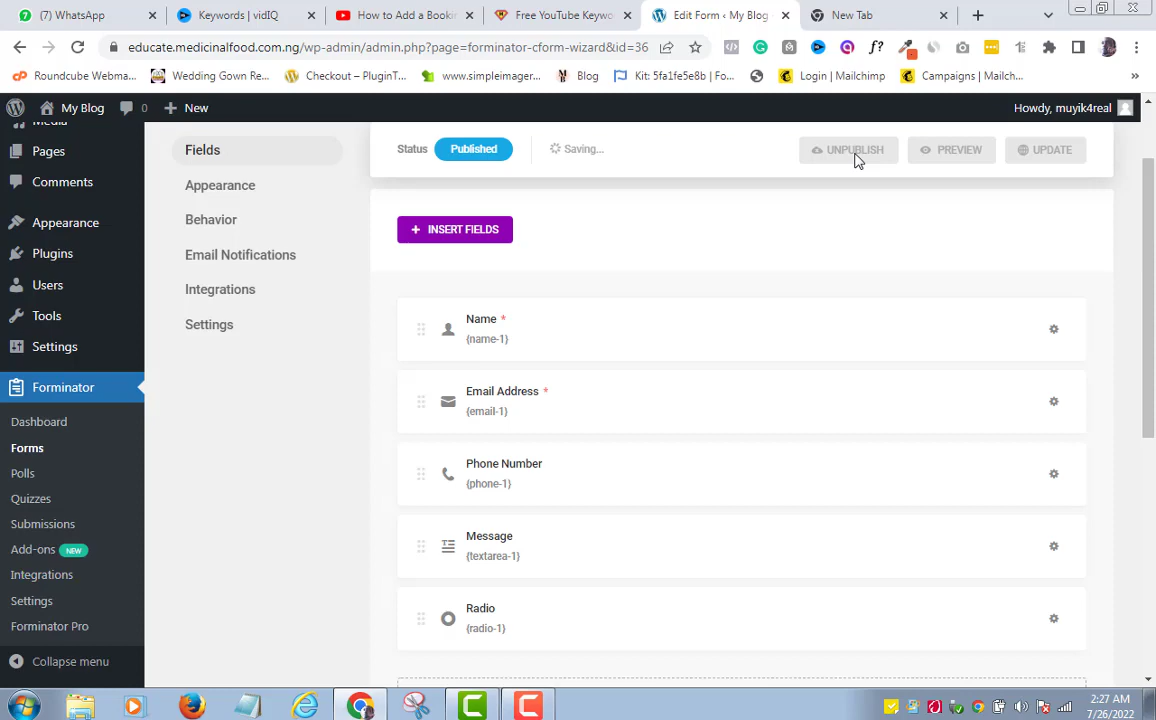 (7) WhatsApp
Keywords | vidIQ
How to Add a Bookin
Free YouTube Keywo
Edit Form ‹ My Blog
New Tab
educate.medicinalfood.com.ng/wp-admin/admin.php?page=forminator-cform-wizard&id=36
Roundcube Webma...
Wedding Gown Re...
Checkout – PluginT...
www.simpleimager...
Blog
Kit: 5fa1fe5e8b | Fo...
Login | Mailchimp
Campaigns | Mailch...
My Blog
0
New
Howdy, muyik4real
Media
Pages
Comments
Appearance
Plugins
Users
Tools
Settings
Forminator
Dashboard
Forms
Polls
Quizzes
Submissions
Add-ons NEW
Integrations
Settings
Forminator Pro
Collapse menu
Fields
Appearance
Behavior
Email Notifications
Integrations
Settings
Status
Published
Saving...
UNPUBLISH
PREVIEW
UPDATE
+ INSERT FIELDS
Name *
{name-1}
Email Address *
{email-1}
Phone Number
{phone-1}
Message
{textarea-1}
Radio
{radio-1}
2:27 AM
7/26/2022